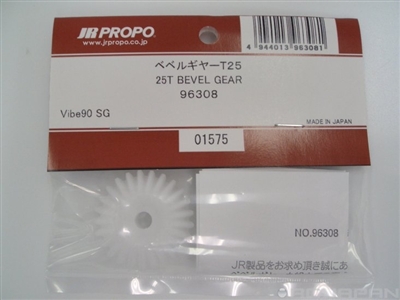 JR PROPO
www.jrpropo.co.jp
4 944013 963081
ベベルギヤーT25
25T BEVEL GEAR
96308
Vibe90 SG
MADE IN JAPAN
01575
NO.96308
JR製品をお求め頂き誠にあ